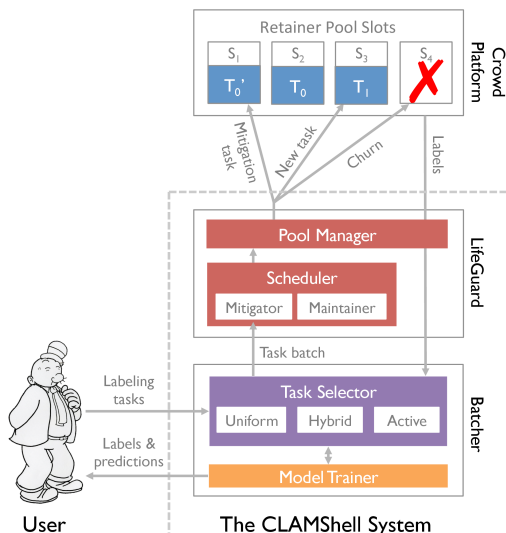 Retainer Pool Slots
S1 S2 S3 S4
T0' T0 T1
Crowd
Platform
Mitigation
task
New task
Churn
Labels
Pool Manager
Scheduler
Mitigator Maintainer
LifeGuard
Task batch
Labeling
tasks
Task Selector
Uniform Hybrid Active
Batcher
Labels &
predictions
Model Trainer
User
The CLAMShell System